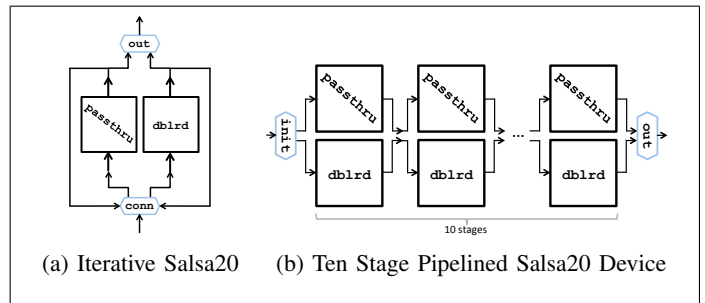 out
passthru
dblrd
conn
(a) Iterative Salsa20
init
passthru
passthru
passthru
...
dblrd
dblrd
dblrd
out
10 stages
(b) Ten Stage Pipelined Salsa20 Device